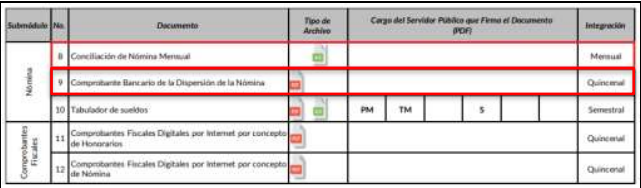 Submódulo No. Documento Tipo de Archivo Cargo del Servidor Público que Firma el Documento (PDF) Integración
Nómina
8 Conciliación de Nómina Mensual Mensual
9 Comprobante Bancario de la Dispersión de la Nómina Quincenal
10 Tabulador de sueldos PM TM S Semestral
Comprobantes Fiscales
11 Comprobantes Fiscales Digitales por Internet por concepto
de Honorarios Quincenal
12 Comprobantes Fiscales Digitales por Internet por concepto
de Nómina Quincenal